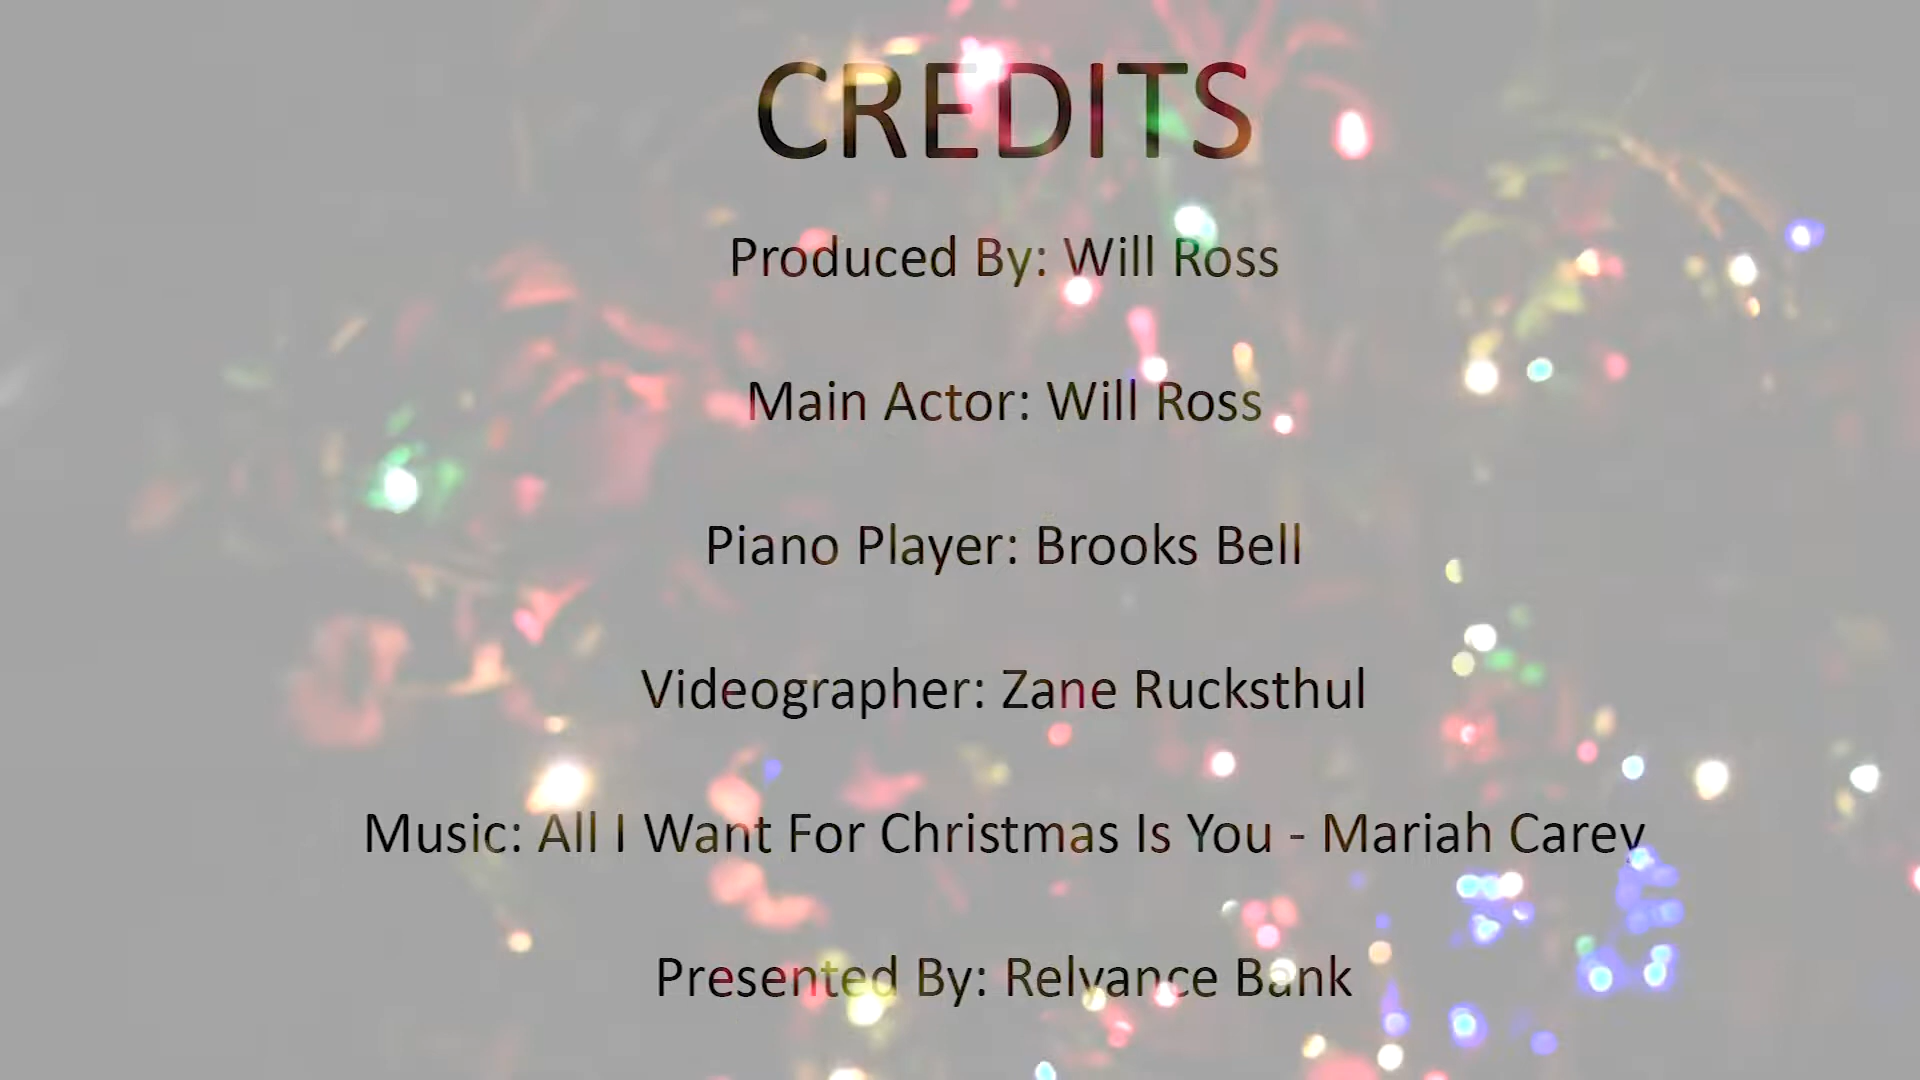 CREDITS
Produced By: Will Ross
Main Actor: Will Ross
Piano Player: Brooks Bell
Videographer: Zane Rucksthul
Music: All I Want For Christmas Is You - Mariah Carey
Presented By: Relyance Bank